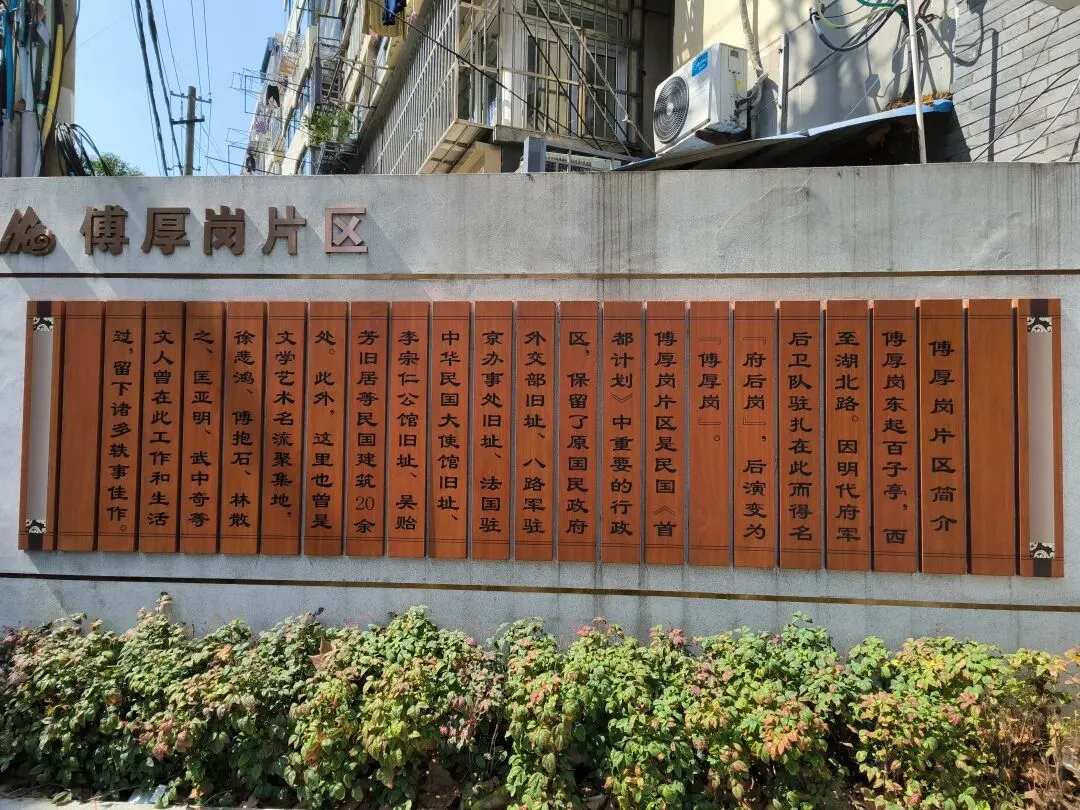 傅厚岗片区
傅厚岗片区简介
傅厚岗东起百子亭，西
至湖北路。因明代府军
后卫队驻扎在此而得名
『府后岗』，后演变为
『傅厚岗』。
傅厚岗片区是民国《首
都计划》中重要的行政
区，保留了原国民政府
外交部旧址、八路军驻
京办事处旧址、法国驻
中华民国大使馆旧址、
李宗仁公馆旧址、吴贻
芳旧居等民国建筑20余
处。此外，这里也曾是
文学艺术名流聚集地，
徐悲鸿、傅抱石、林散
之、匡亚明、武中奇等
文人曾在此工作和生活
过，留下诸多轶事佳作。